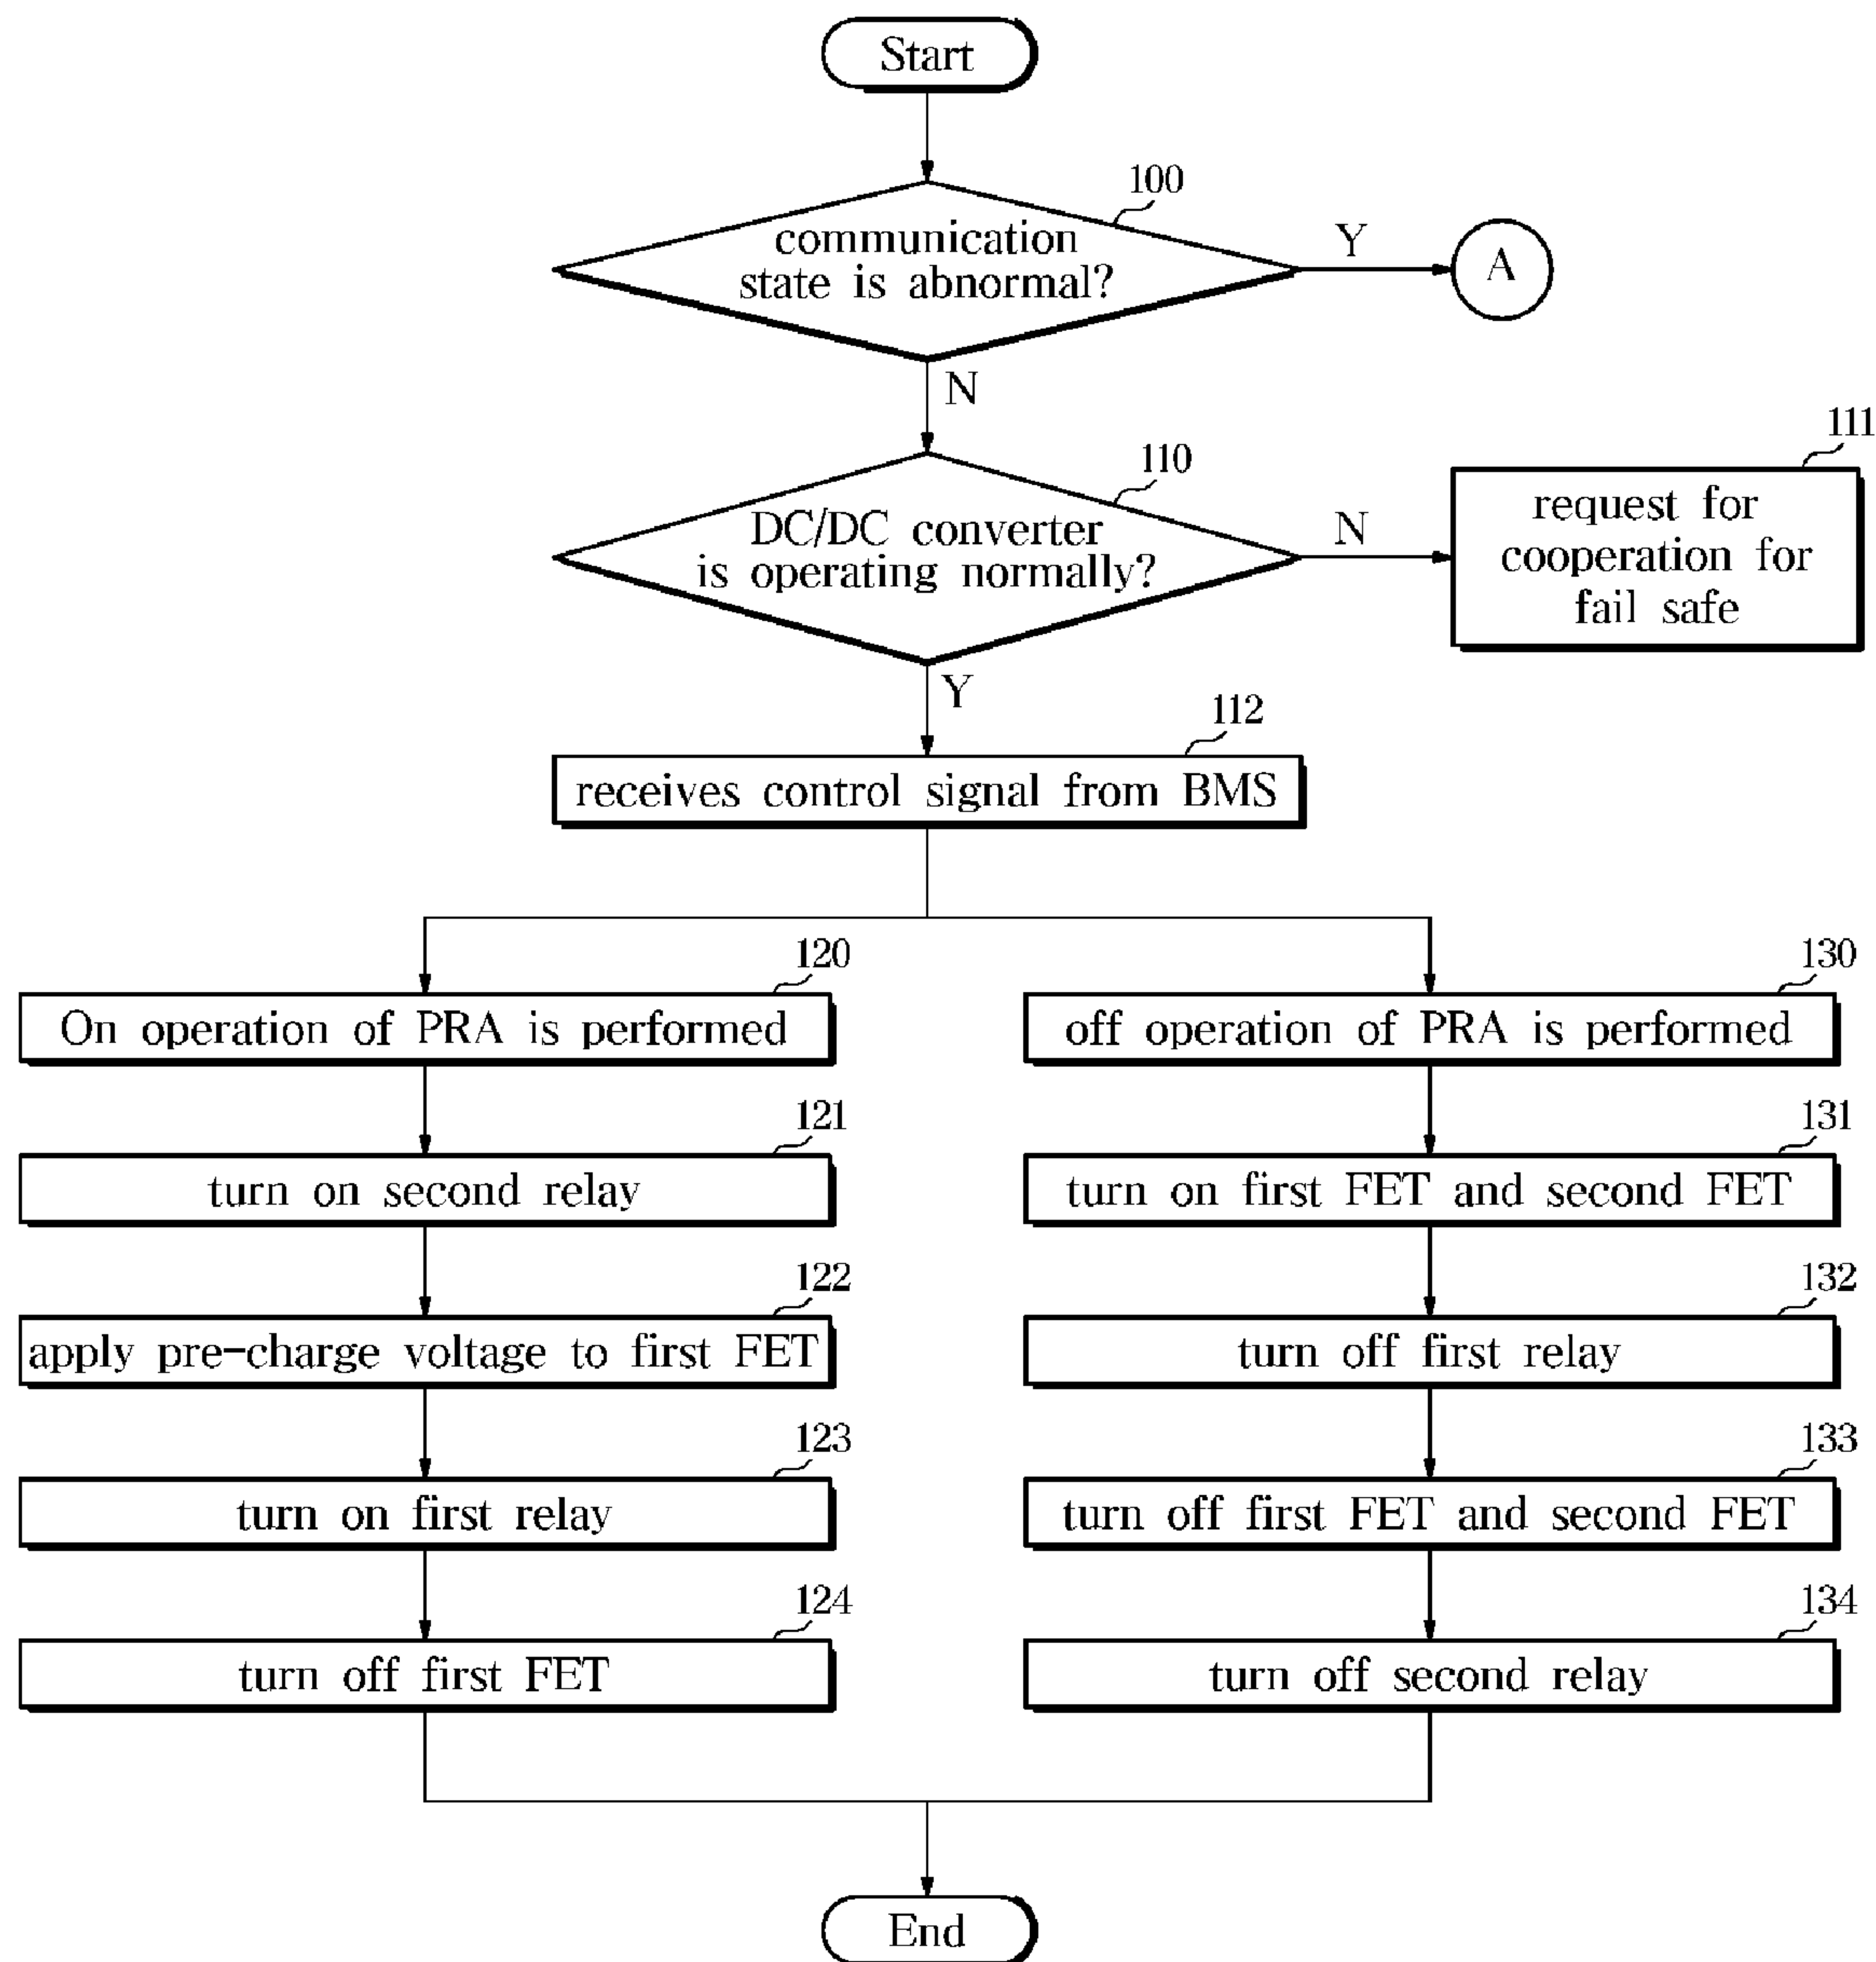 Start
100
communication
state is abnormal?
Y
A
N
110
DC/DC converter
is operating normally?
N
111
request for
cooperation for
fail safe
Y
112
receives control signal from BMS
120
On operation of PRA is performed
130
off operation of PRA is performed
121
turn on second relay
131
turn on first FET and second FET
122
apply pre-charge voltage to first FET
132
turn off first relay
123
turn on first relay
133
turn off first FET and second FET
124
turn off first FET
134
turn off second relay
End